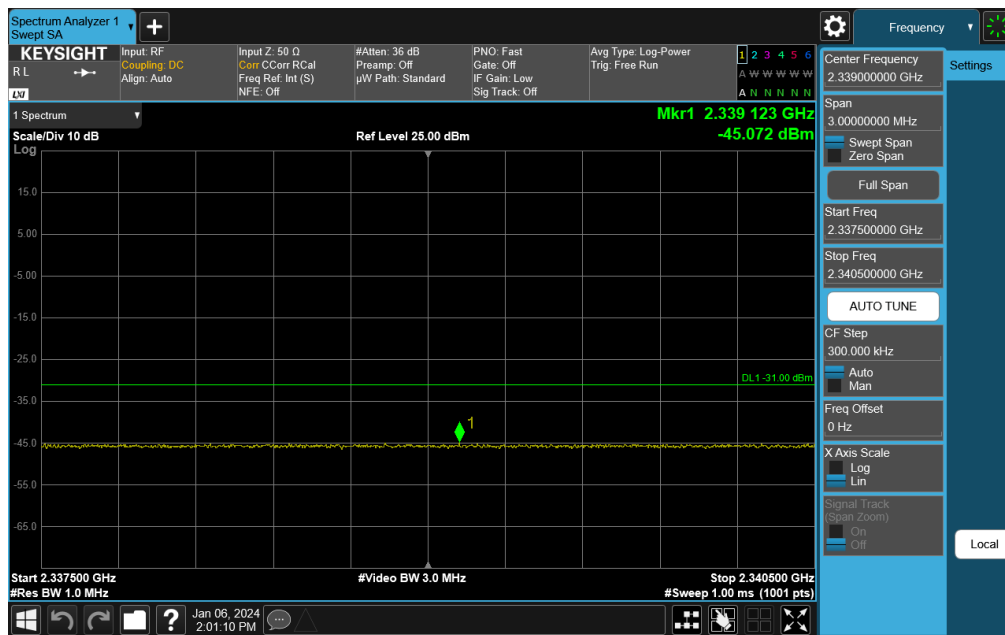 Spectrum Analyzer 1
Swept SA
Frequency
KEYSIGHT
R L
LXI
Input: RF
Coupling: DC
Align: Auto
Input Z: 50 Ω
Corr CCorr RCal
Freq Ref: Int (S)
NFE: Off
#Atten: 36 dB
Preamp: Off
µW Path: Standard
PNO: Fast
Gate: Off
IF Gain: Low
Sig Track: Off
Avg Type: Log-Power
Trig: Free Run
1 2 3 4 5 6
A W W W W W
A N N N N N
1 Spectrum
Scale/Div 10 dB
Ref Level 25.00 dBm
Mkr1 2.339 123 GHz
-45.072 dBm
Log
15.0
5.00
-5.00
-15.0
-25.0
DL1 -31.00 dBm
-35.0
1
-45.0
-55.0
-65.0
Start 2.337500 GHz
#Video BW 3.0 MHz
Stop 2.340500 GHz
#Res BW 1.0 MHz
#Sweep 1.00 ms (1001 pts)
Center Frequency
2.339000000 GHz
Settings
Span
3.00000000 MHz
Swept Span
Zero Span
Full Span
Start Freq
2.337500000 GHz
Stop Freq
2.340500000 GHz
AUTO TUNE
CF Step
300.000 kHz
Auto
Man
Freq Offset
0 Hz
X Axis Scale
Log
Lin
Signal Track
(Span Zoom)
On
Off
Local
?
Jan 06, 2024
2:01:10 PM